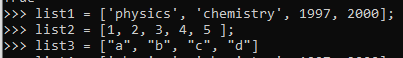 >>> list1 = ['physics', 'chemistry', 1997, 2000];
>>> list2 = [1, 2, 3, 4, 5 ];
>>> list3 = ["a", "b", "c", "d"]